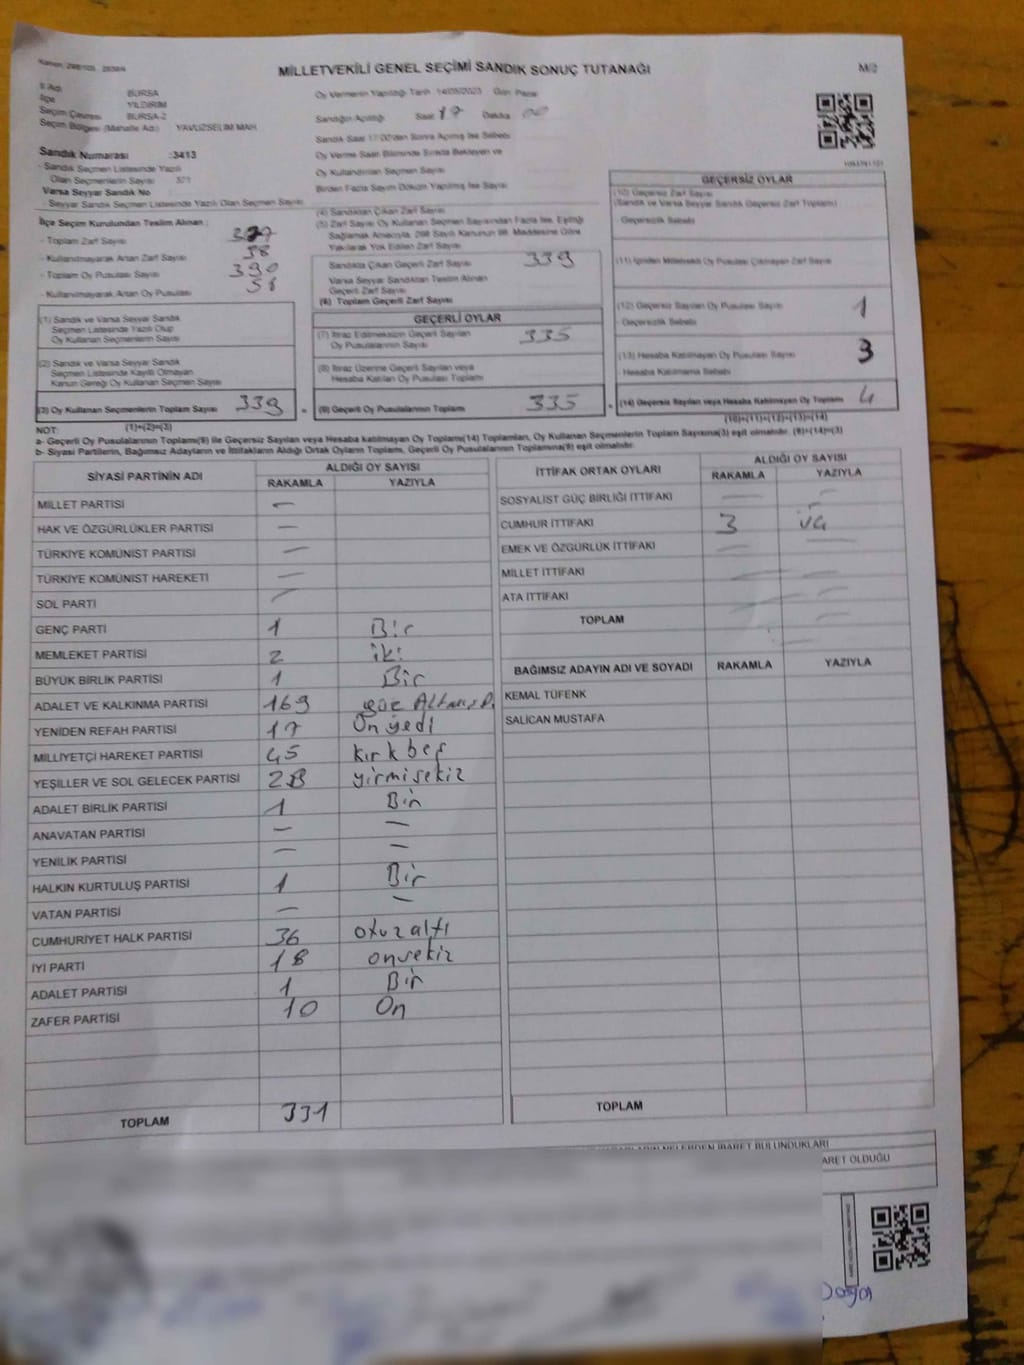 Kanun: 298/105, 2839/4
MİLLETVEKİLİ GENEL SEÇİMİ SANDIK SONUÇ TUTANAĞI
M/2
İl Adı BURSA
İlçe YILDIRIM
Seçim Çevresi BURSA-2
Seçim Bölgesi (Mahalle Adı) YAVUZSELİM MAH.
Sandık Numarası :3413
- Sandık Seçmen Listesinde Yazılı
Olan Seçmenlerin Sayısı 371
Varsa Seyyar Sandık No
- Seyyar Sandık Seçmen Listesinde Yazılı Olan Seçmen Sayısı
Oy Vermenin Yapıldığı Tarih 14/05/2023 Gün Pazar
Sandığın Açıldığı Saat 17 Dakika 00
Sandık Saat 17:00'den Sonra Açılmış İse Sebebi
Oy Verme Saati Bitiminde Sırada Bekleyen ve
Oy Kullandırılan Seçmen Sayısı
Birden Fazla Sayım Döküm Yapılmış İse Sayısı
İlçe Seçim Kurulundan Teslim Alınan :
- Toplam Zarf Sayısı
- Kullanılmayarak Artan Zarf Sayısı 58
- Toplam Oy Pusulası Sayısı 390
- Kullanılmayarak Artan Oy Pusulası 58
(1) Sandık ve Varsa Seyyar Sandık
Seçmen Listesinde Yazılı Olup
Oy Kullanan Seçmenlerin Sayısı
(2) Sandık ve Varsa Seyyar Sandık
Seçmen Listesinde Kayıtlı Olmayan
Kanun Gereği Oy Kullanan Seçmen Sayısı
(3) Oy Kullanan Seçmenlerin Toplam Sayısı 339
(1)+(2)=(3)
(4) Sandıktan Çıkan Zarf Sayısı
(5) Zarf Sayısı Oy Kullanan Seçmen Sayısından Fazla İse, Eşitliği
Sağlamak Amacıyla, 298 Sayılı Kanunun 98. Maddesine Göre
Yakılarak Yok Edilen Zarf Sayısı
Sandıkta Çıkan Geçerli Zarf Sayısı 339
Varsa Seyyar Sandıktan Teslim Alınan
Geçerli Zarf Sayısı
(6) Toplam Geçerli Zarf Sayısı
GEÇERLİ OYLAR
(7) İtiraz Edilmeksizin Geçerli Sayılan
Oy Pusulalarının Sayısı 335
(8) İtiraz Üzerine Geçerli Sayılan veya
Hesaba Katılan Oy Pusulası Toplamı
(9) Geçerli Oy Pusulalarının Toplamı 335
GEÇERSİZ OYLAR
(10) Geçersiz Zarf Sayısı
(Sandık ve Varsa Seyyar Sandık Geçersiz Zarf Toplamı)
- Geçersizlik Sebebi
(11) İçinden Milletvekili Oy Pusulası Çıkmayan Zarf Sayısı
(12) Geçersiz Sayılan Oy Pusulası Sayısı 1
- Geçersizlik Sebebi
(13) Hesaba Katılmayan Oy Pusulası Sayısı 3
- Hesaba Katılmama Sebebi
(14) Geçersiz Sayılan veya Hesaba Katılmayan Oy Toplamı 4
(10)+(11)+(12)+(13)=(14)
NOT:
a- Geçerli Oy Pusulalarının Toplamı(9) ile Geçersiz Sayılan veya Hesaba katılmayan Oy Toplamı(14) Toplamları, Oy Kullanan Seçmenlerin Toplam Sayısına(3) eşit olmalıdır. (9)+(14)=(3)
b- Siyasi Partilerin, Bağımsız Adayların ve İttifakların Aldığı Ortak Oyların Toplamı, Geçerli Oy Pusulalarının Toplamına(9) eşit olmalıdır.
SİYASİ PARTİNİN ADI ALDIĞI OY SAYISI
RAKAMLA YAZIYLA
MİLLET PARTİSİ —
HAK VE ÖZGÜRLÜKLER PARTİSİ —
TÜRKİYE KOMÜNİST PARTİSİ —
TÜRKİYE KOMÜNİST HAREKETİ —
SOL PARTİ —
GENÇ PARTİ 1 Bir
MEMLEKET PARTİSİ 2 iki
BÜYÜK BİRLİK PARTİSİ 1 Bir
ADALET VE KALKINMA PARTİSİ 169
YENİDEN REFAH PARTİSİ 17 On yedi
MİLLİYETÇİ HAREKET PARTİSİ 45 Kırk beş
YEŞİLLER VE SOL GELECEK PARTİSİ 28 yirmisekiz
ADALET BİRLİK PARTİSİ 1 Bir
ANAVATAN PARTİSİ — —
YENİLİK PARTİSİ — —
HALKIN KURTULUŞ PARTİSİ 1 Bir
VATAN PARTİSİ — —
CUMHURİYET HALK PARTİSİ 36 otuzaltı
İYİ PARTİ 18 onsekiz
ADALET PARTİSİ 1 Bir
ZAFER PARTİSİ 10 On
TOPLAM 331
İTTİFAK ORTAK OYLARI ALDIĞI OY SAYISI
RAKAMLA YAZIYLA
SOSYALİST GÜÇ BİRLİĞİ İTTİFAKI — —
CUMHUR İTTİFAKI 3 üç
EMEK VE ÖZGÜRLÜK İTTİFAKI — —
MİLLET İTTİFAKI — —
ATA İTTİFAKI — —
TOPLAM —
BAĞIMSIZ ADAYIN ADI VE SOYADI RAKAMLA YAZIYLA
KEMAL TÜFENK
SALİCAN MUSTAFA
TOPLAM
NELERDEN İBARET BULUNDUKLARI
ARET OLDUĞU